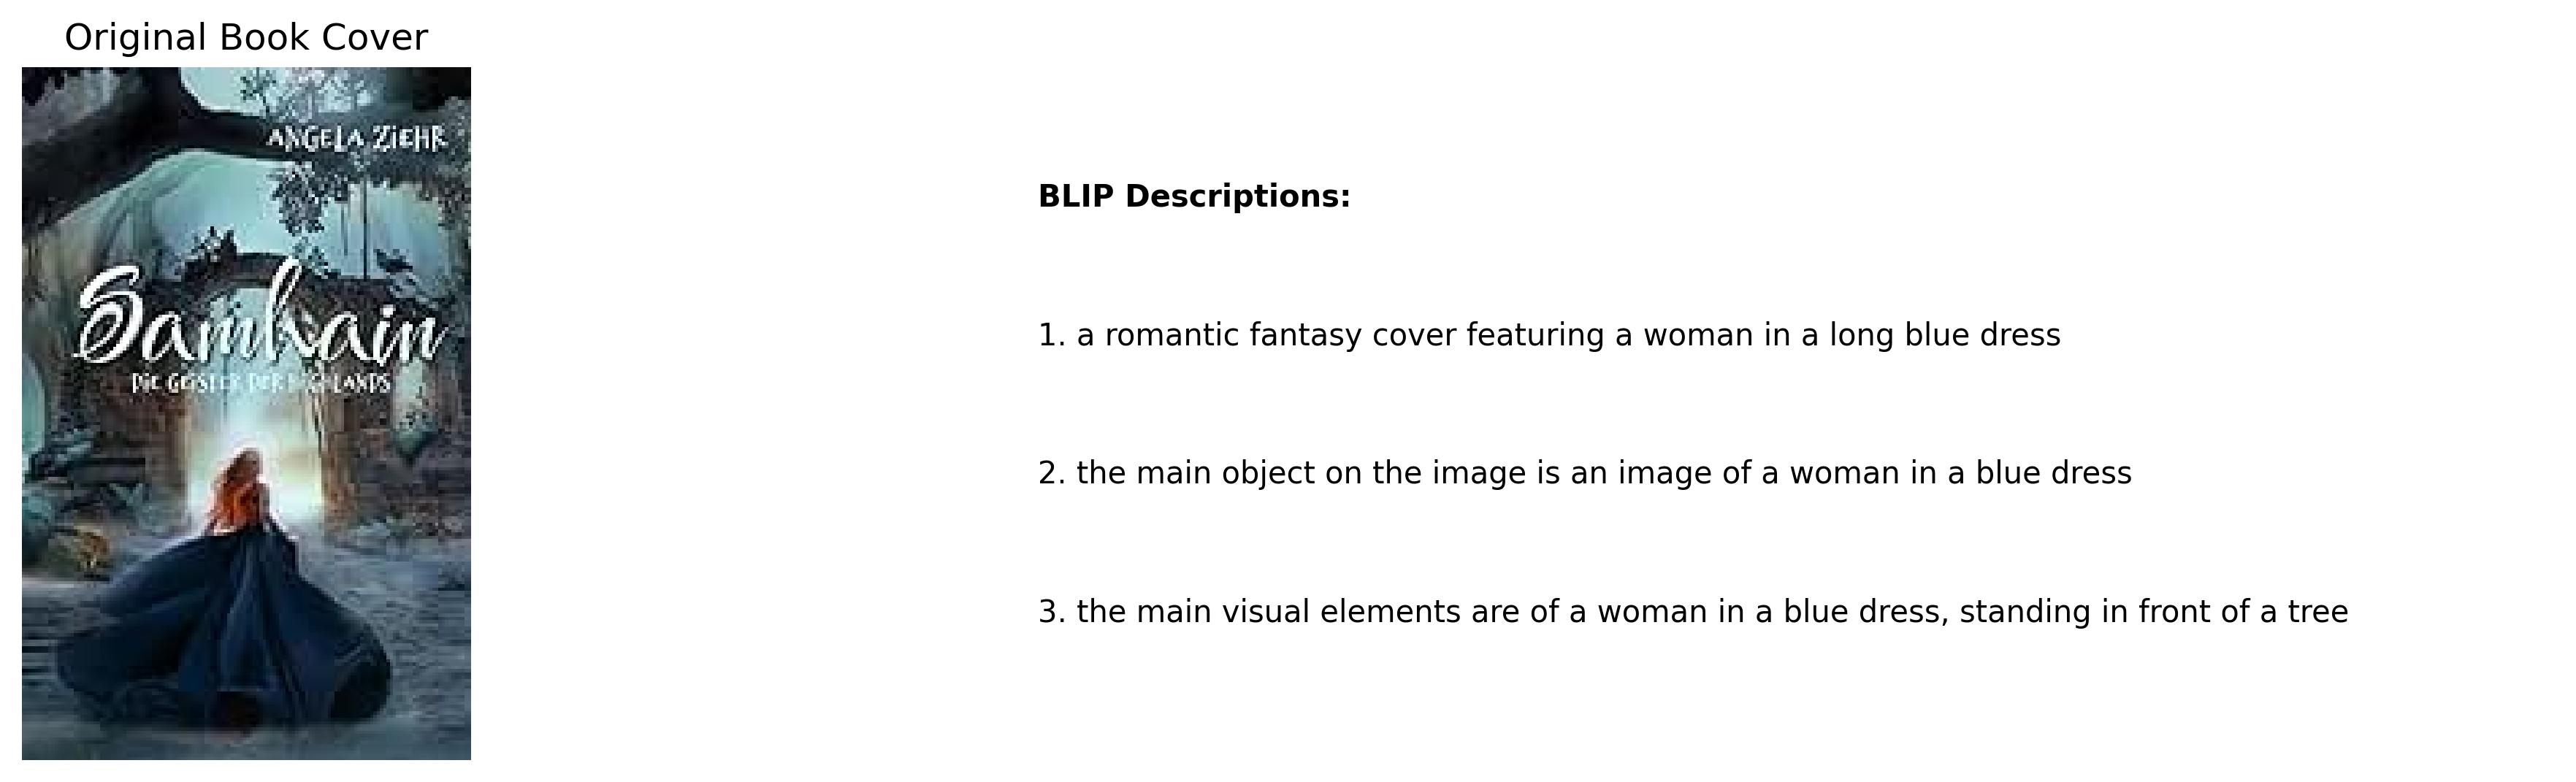 Original Book Cover
ANGELA ZIEHR
Samhain
DIE GEISTER DER HIGHLANDS
BLIP Descriptions:
1. a romantic fantasy cover featuring a woman in a long blue dress
2. the main object on the image is an image of a woman in a blue dress
3. the main visual elements are of a woman in a blue dress, standing in front of a tree